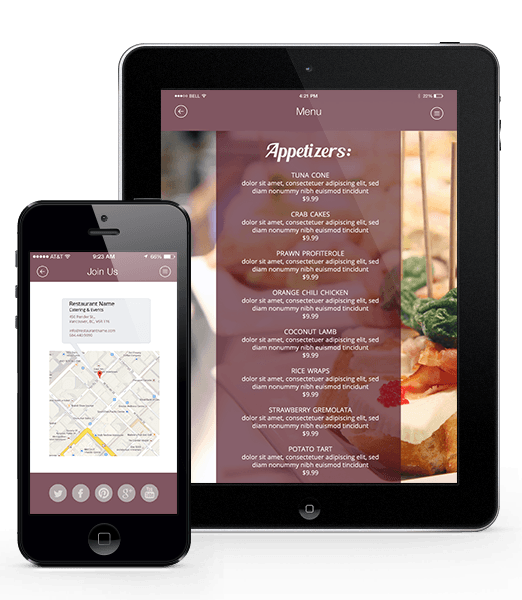 BELL
4:21 PM
22%
Menu
Appetizers:
TUNA CONE
dolor sit amet, consectetuer adipiscing elit, sed
diam nonummy nibh euismod tincidunt
$9.99
CRAB CAKES
dolor sit amet, consectetuer adipiscing elit, sed
diam nonummy nibh euismod tincidunt
$9.99
PRAWN PROFITEROLE
dolor sit amet, consectetuer adipiscing elit, sed
diam nonummy nibh euismod tincidunt
$9.99
ORANGE CHILI CHICKEN
dolor sit amet, consectetuer adipiscing elit, sed
diam nonummy nibh euismod tincidunt
$9.99
COCONUT LAMB
dolor sit amet, consectetuer adipiscing elit, sed
diam nonummy nibh euismod tincidunt
$9.99
RICE WRAPS
dolor sit amet, consectetuer adipiscing elit, sed
diam nonummy nibh euismod tincidunt
$9.99
STRAWBERRY GREMOLATA
dolor sit amet, consectetuer adipiscing elit, sed
diam nonummy nibh euismod tincidunt
$9.99
POTATO TART
dolor sit amet, consectetuer adipiscing elit, sed
diam nonummy nibh euismod tincidunt
$9.99
AT&T
9:23 AM
68%
Join Us
Restaurant Name
Catering & Events